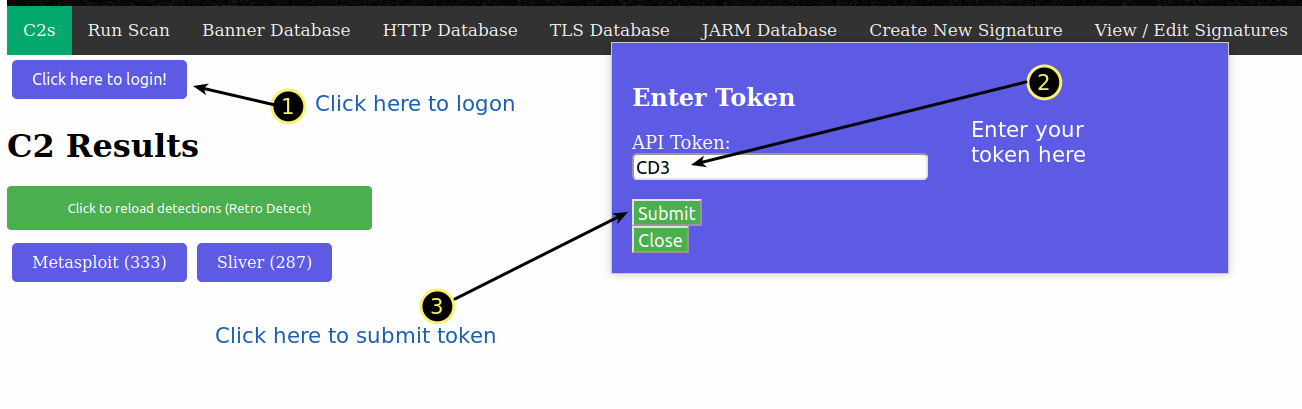 C2s Run Scan Banner Database HTTP Database TLS Database JARM Database Create New Signature View / Edit Signatures
Click here to login!
1 Click here to logon
C2 Results
Click to reload detections (Retro Detect)
Metasploit (333) Sliver (287)
3
Click here to submit token
2
Enter Token
Enter your
token here
API Token:
CD3
Submit
Close